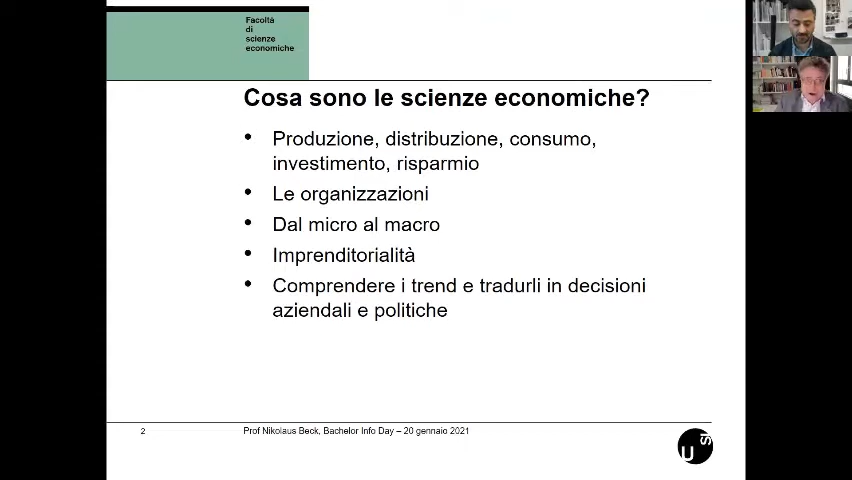 Facoltà
di
scienze
economiche
Cosa sono le scienze economiche?
• Produzione, distribuzione, consumo,
investimento, risparmio
• Le organizzazioni
• Dal micro al macro
• Imprenditorialità
• Comprendere i trend e tradurli in decisioni
aziendali e politiche
2
Prof Nikolaus Beck, Bachelor Info Day – 20 gennaio 2021
U
SI